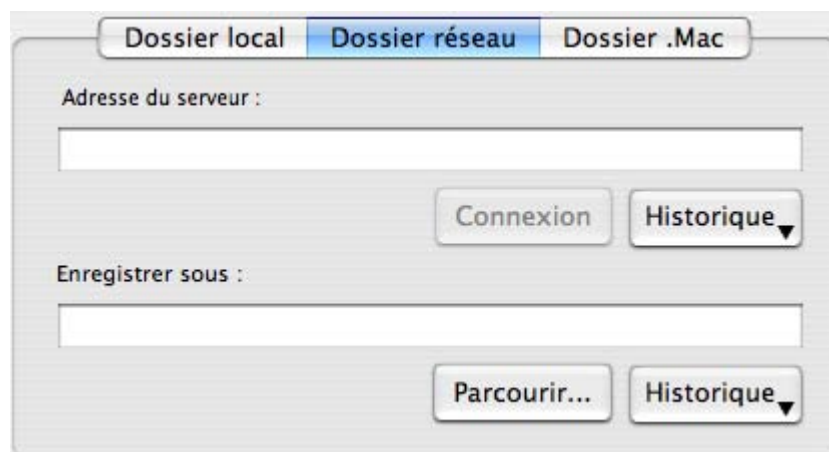 Dossier local Dossier réseau Dossier .Mac
Adresse du serveur :
Connexion Historique
Enregistrer sous :
Parcourir... Historique